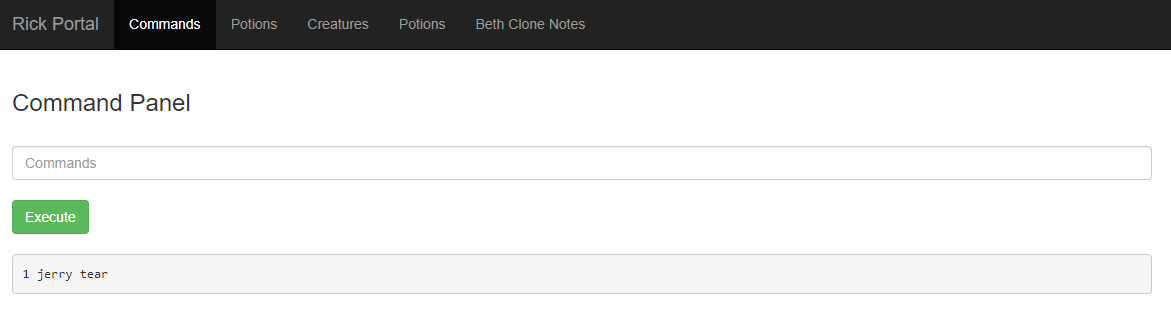 Rick Portal Commands Potions Creatures Potions Beth Clone Notes
Command Panel
Commands
Execute
1 jerry tear